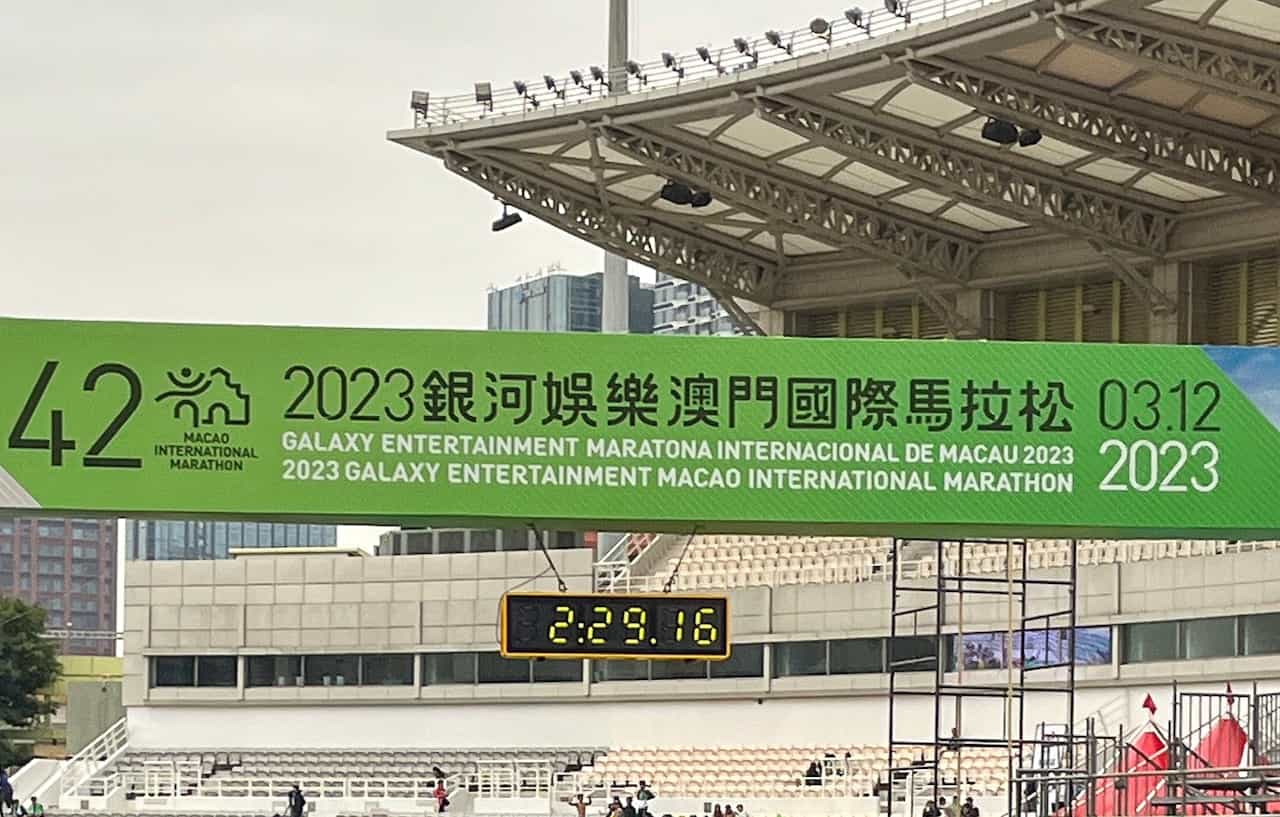 42
MACAO
INTERNATIONAL
MARATHON
2023銀河娛樂澳門國際馬拉松
GALAXY ENTERTAINMENT MARATONA INTERNACIONAL DE MACAU 2023
2023 GALAXY ENTERTAINMENT MACAO INTERNATIONAL MARATHON
03.12
2023
2:29.16